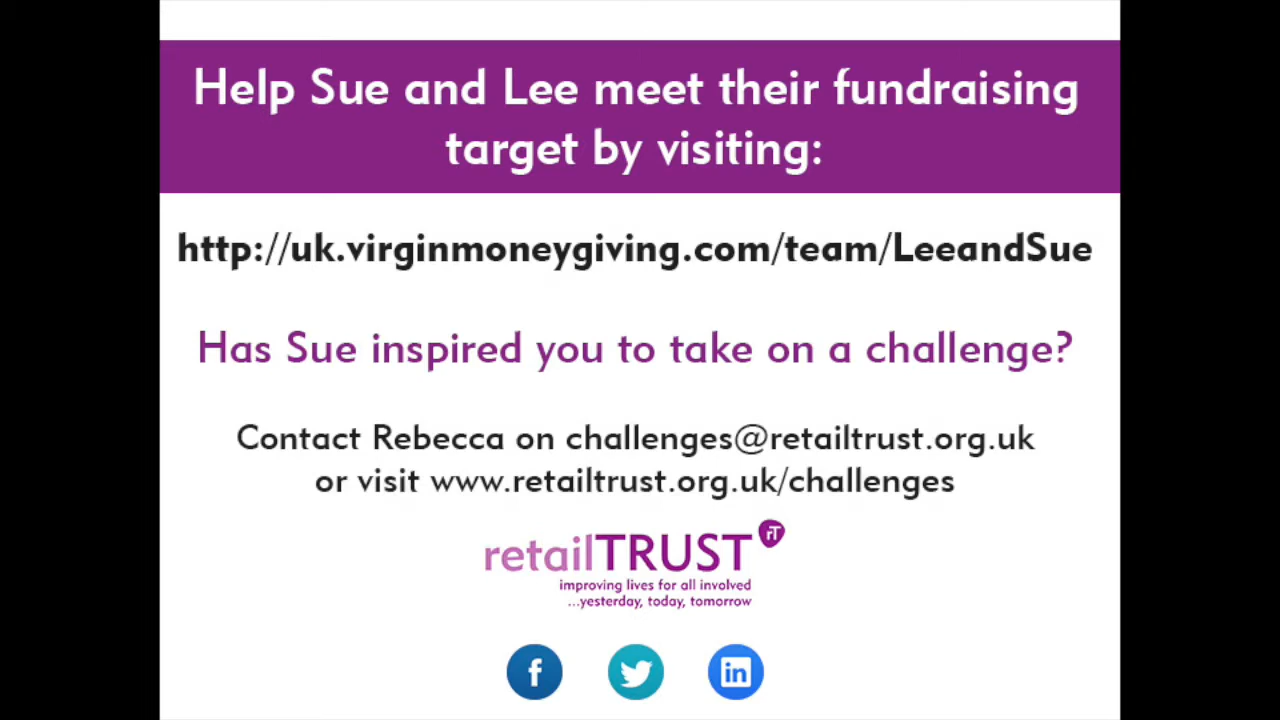 Help Sue and Lee meet their fundraising
target by visiting:
http://uk.virginmoneygiving.com/team/LeeandSue
Has Sue inspired you to take on a challenge?
Contact Rebecca on challenges@retailtrust.org.uk
or visit www.retailtrust.org.uk/challenges
retailTRUST rT
improving lives for all involved
...yesterday, today, tomorrow
f in